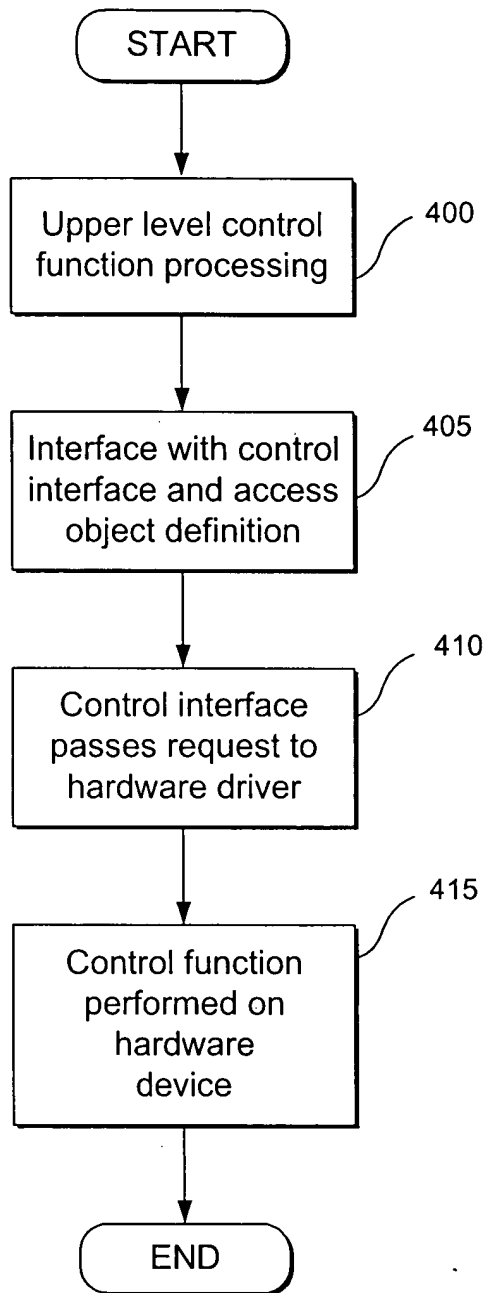 START
Upper level control
function processing
400
Interface with control
interface and access
object definition
405
Control interface
passes request to
hardware driver
410
Control function
performed on
hardware
device
415
END